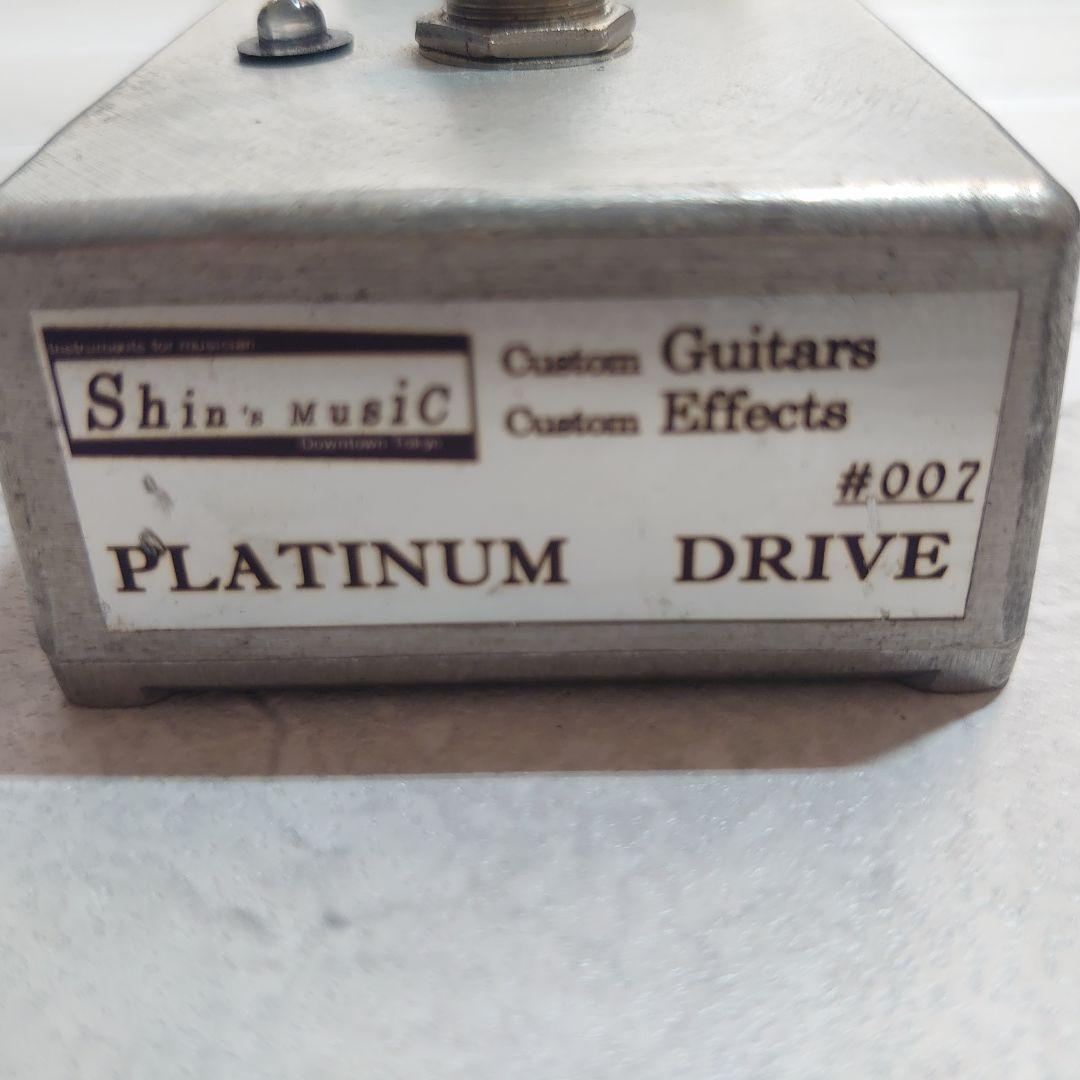 Instruments for musician
Shin's Music
Downtown Tokyo
Custom Guitars
Custom Effects
#007
PLATINUM DRIVE